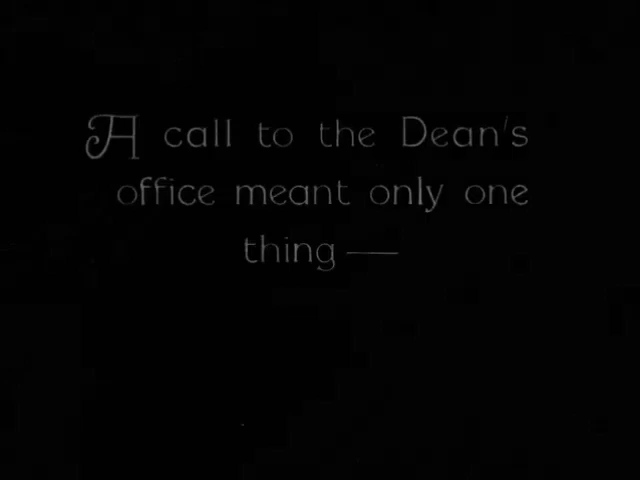 A call to the Dean's
office meant only one
thing —